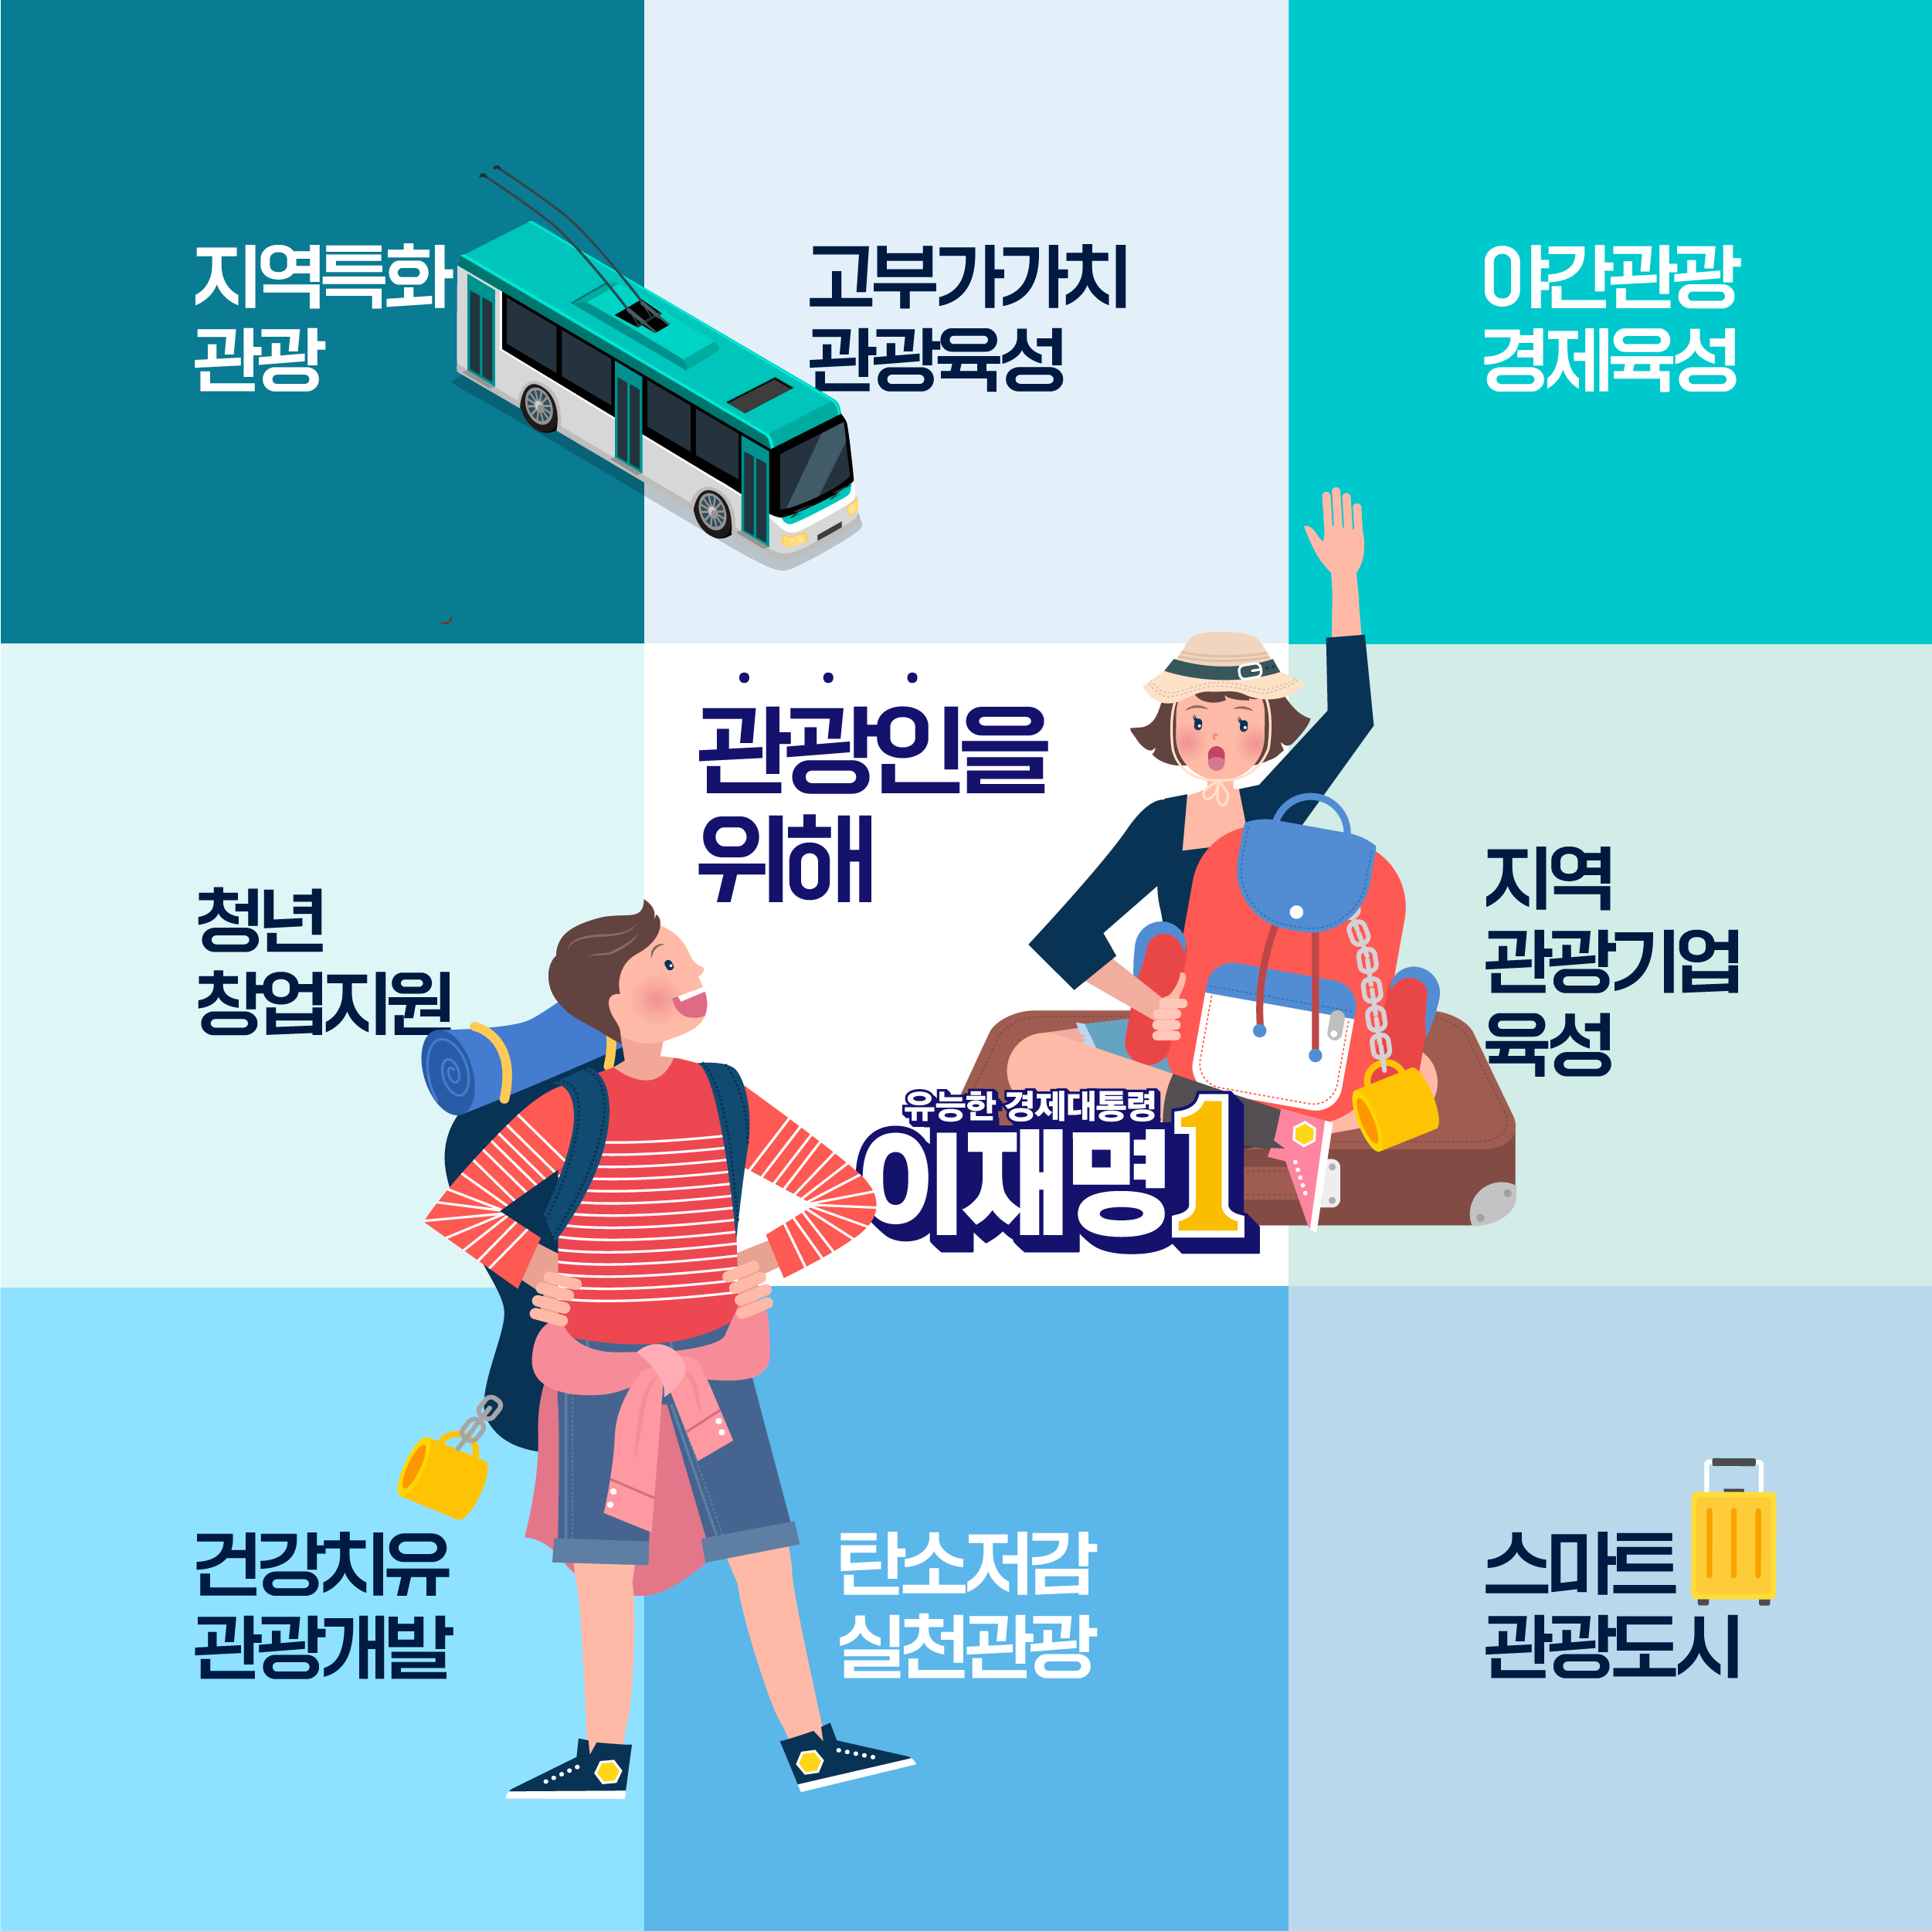 지역특화
관광
고부가가치
관광육성
야간관광
경제육성
청년
창업지원
관광인을
위해
유능한 경제대통령
이재명1
지역
관광기업
육성
건강치유
관광개발
탄소저감
실천관광
스마트
관광도시